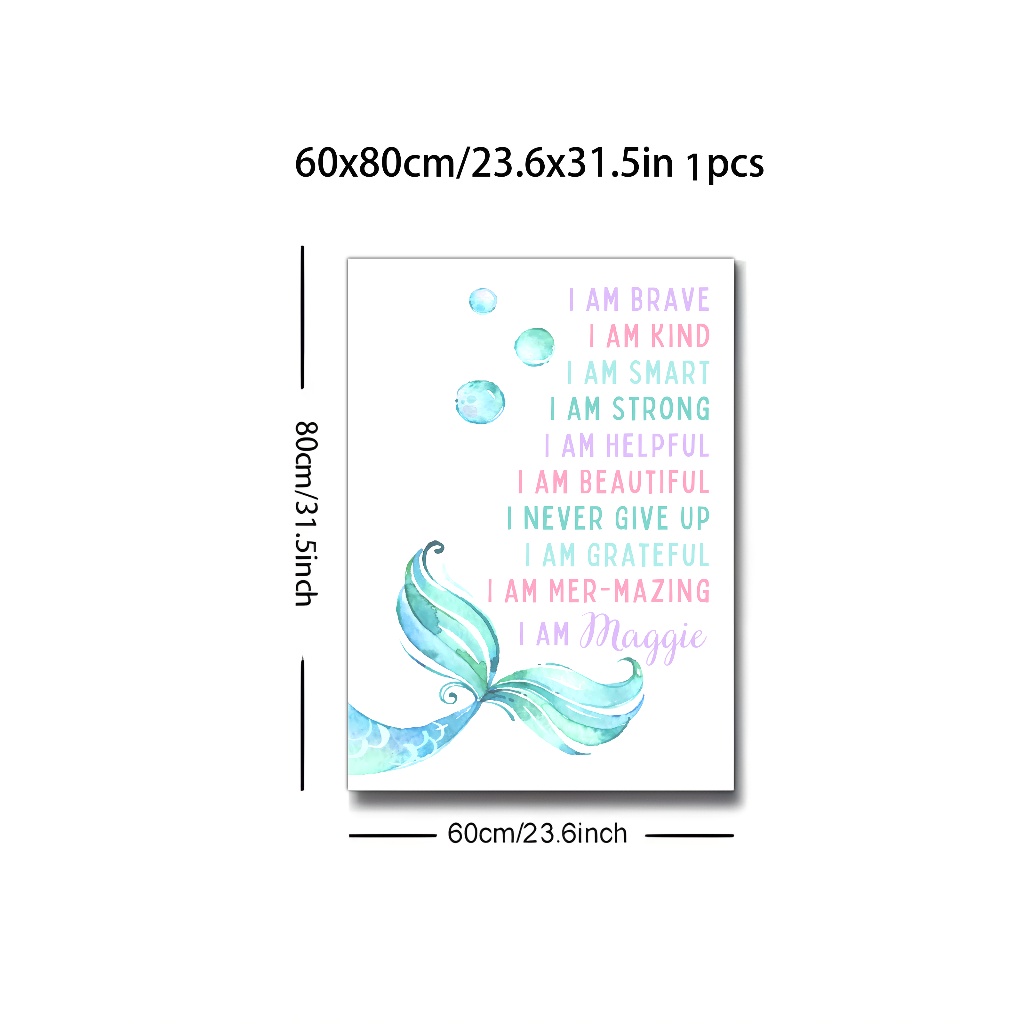 60x80cm/23.6x31.5in 1pcs
I AM BRAVE
I AM KIND
I AM SMART
I AM STRONG
I AM HELPFUL
I AM BEAUTIFUL
I NEVER GIVE UP
I AM GRATEFUL
I AM MER-MAZING
I AM Maggie
80cm/31.5inch
60cm/23.6inch